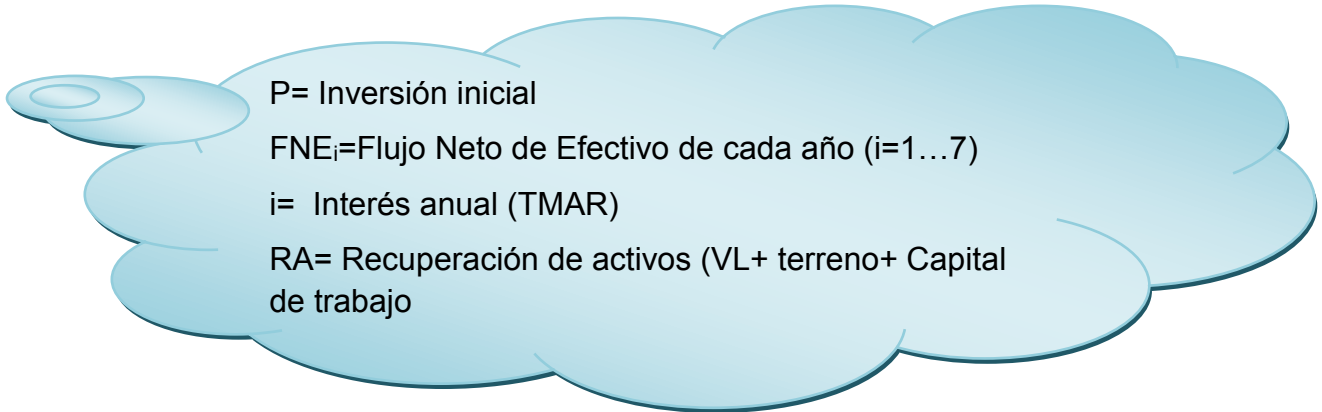 P= Inversión inicial
FNEᵢ=Flujo Neto de Efectivo de cada año (i=1…7)
i=  Interés anual (TMAR)
RA= Recuperación de activos (VL+ terreno+ Capital
de trabajo